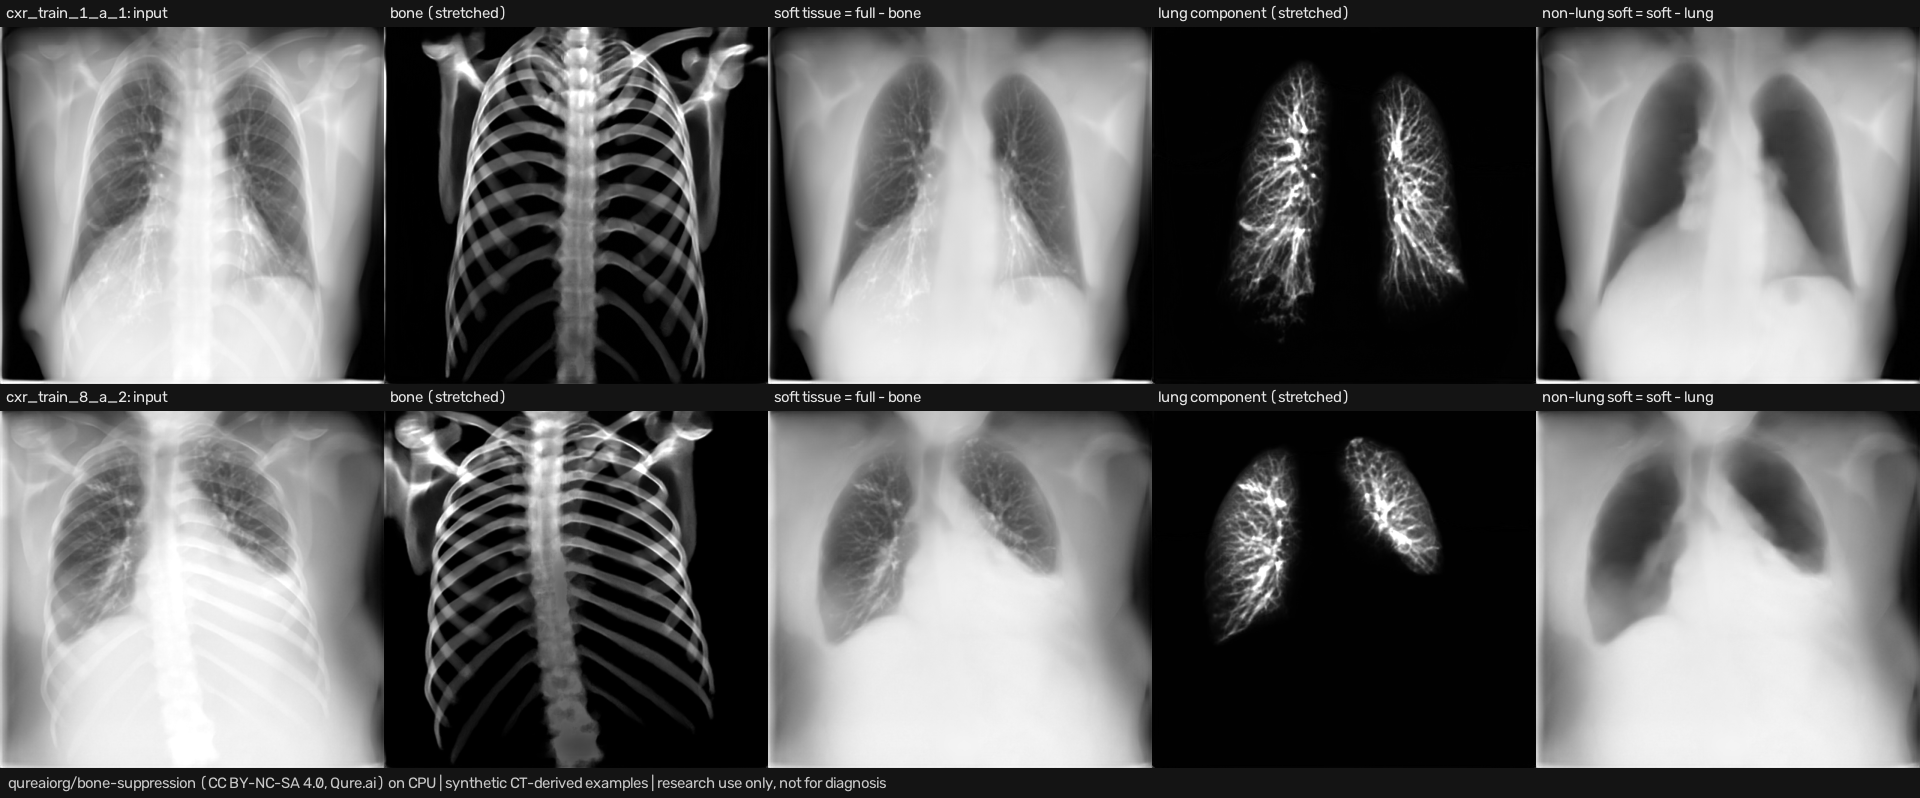 cxr_train_1_a_1: input
bone (stretched)
soft tissue = full - bone
lung component (stretched)
non-lung soft = soft - lung
cxr_train_8_a_2: input
bone (stretched)
soft tissue = full - bone
lung component (stretched)
non-lung soft = soft - lung
qureaiorg/bone-suppression (CC BY-NC-SA 4.0, Qure.ai) on CPU | synthetic CT-derived examples | research use only, not for diagnosis